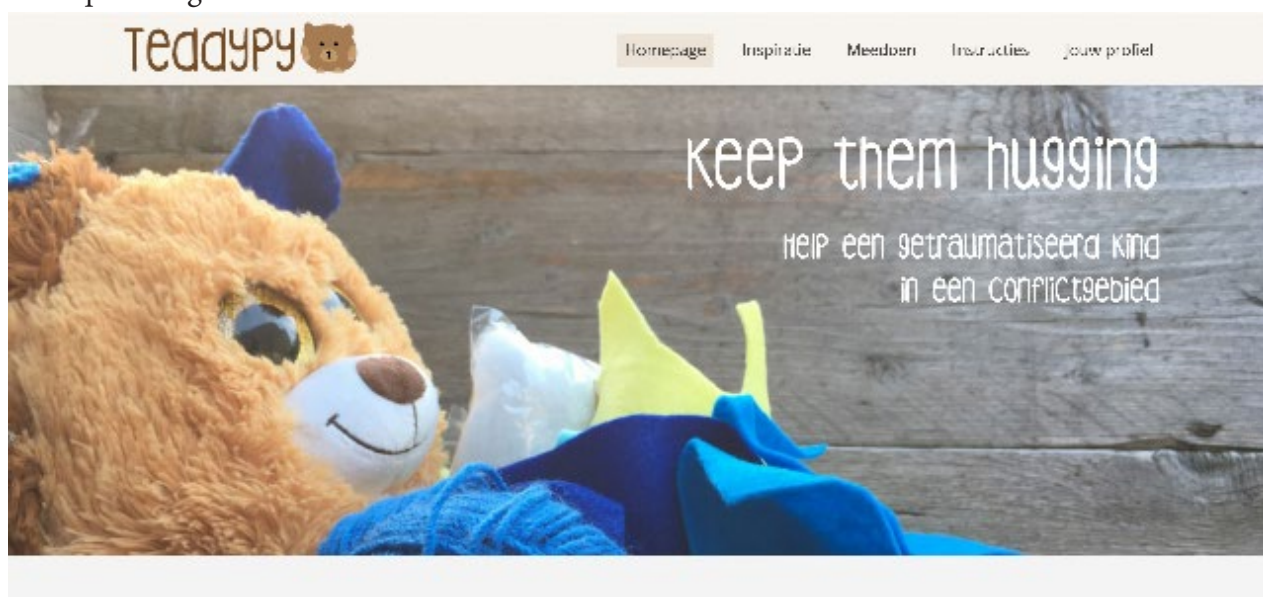 Teddypy
Homepage Inspiratie Meedoen Instructies Jouw profiel
Keep them hugging
Help een getraumatiseerd kind
in een conflictgebied